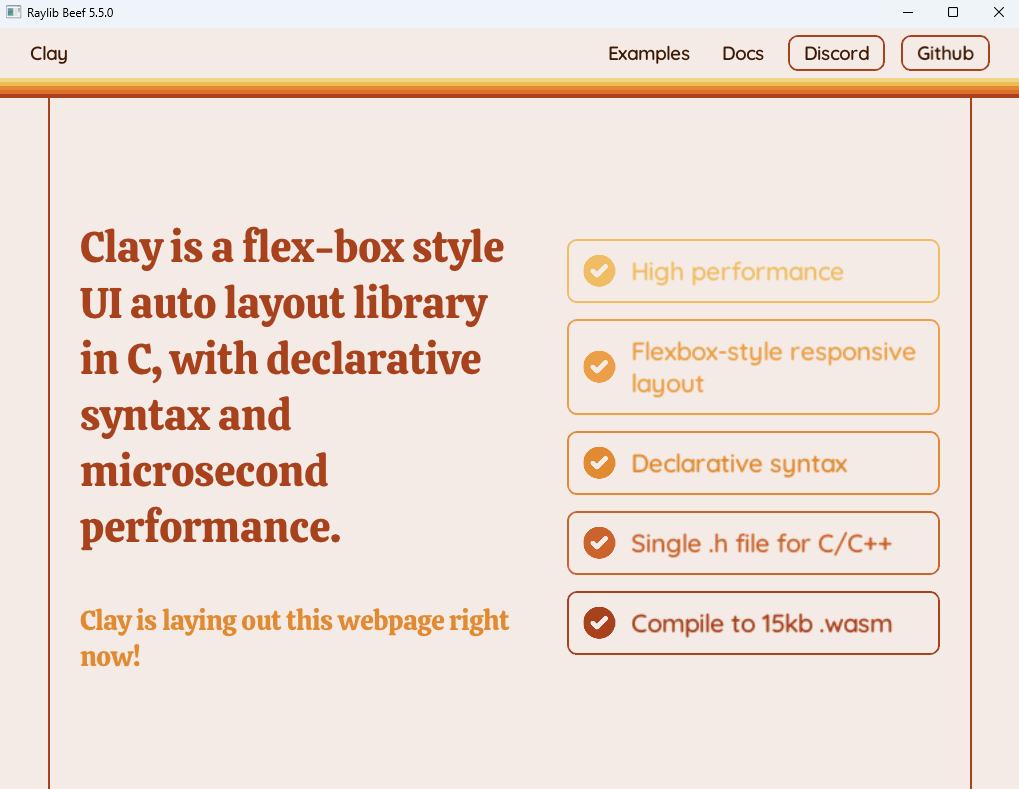 Raylib Beef 5.5.0
Clay
Examples
Docs
Discord
Github
Clay is a flex-box style
UI auto layout library
in C, with declarative
syntax and
microsecond
performance.
Clay is laying out this webpage right
now!
High performance
Flexbox-style responsive
layout
Declarative syntax
Single .h file for C/C++
Compile to 15kb .wasm